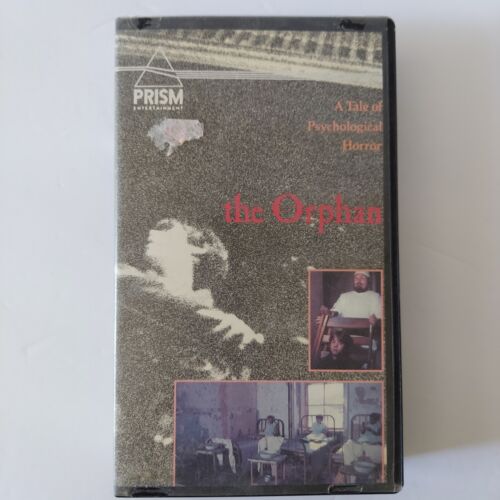 PRISM
ENTERTAINMENT
A Tale of
Psychological
Horror
the Orphan